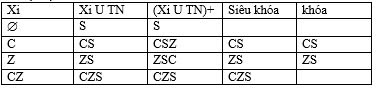 Xi Xi U TN (Xi U TN)+ Siêu khóa khóa
∅ S S
C CS CSZ CS CS
Z ZS ZSC ZS ZS
CZ CZS CZS CZS